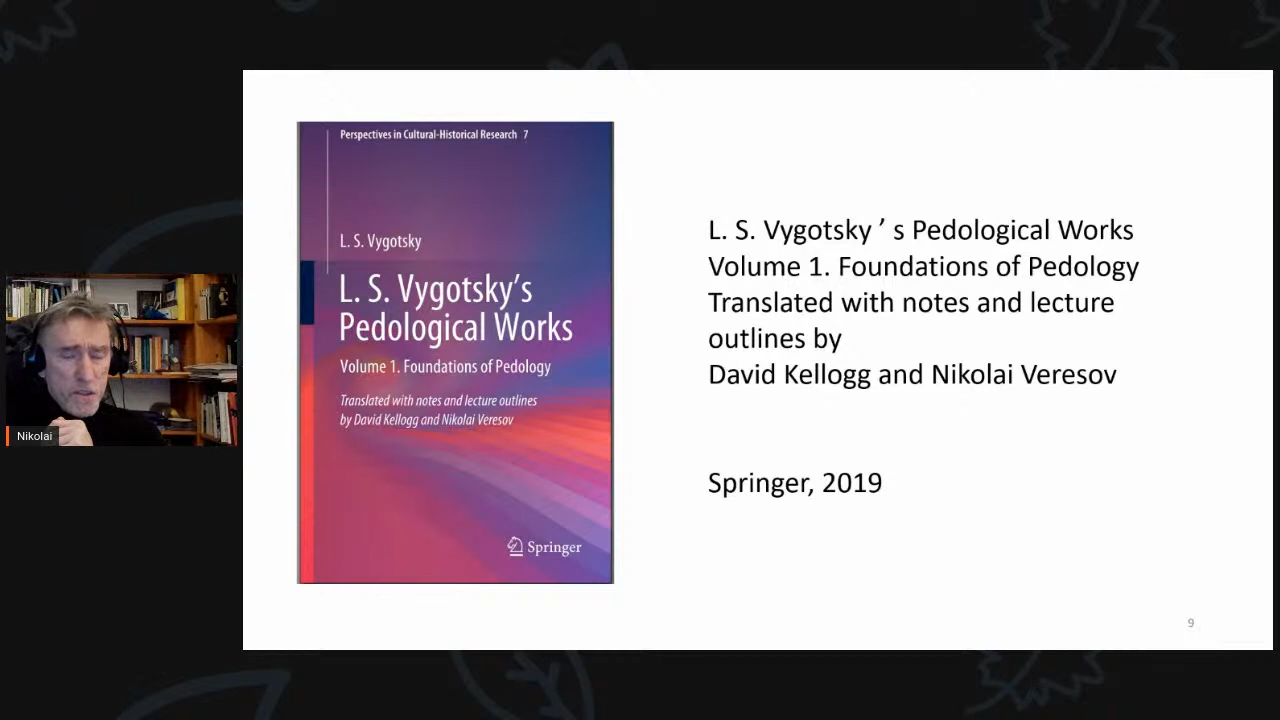 Perspectives in Cultural-Historical Research 7
L. S. Vygotsky
L. S. Vygotsky's
Pedological Works
Volume 1. Foundations of Pedology
Translated with notes and lecture outlines
by David Kellogg and Nikolai Veresov
Springer
L. S. Vygotsky ’ s Pedological Works
Volume 1. Foundations of Pedology
Translated with notes and lecture
outlines by
David Kellogg and Nikolai Veresov
Springer, 2019
9
Nikolai